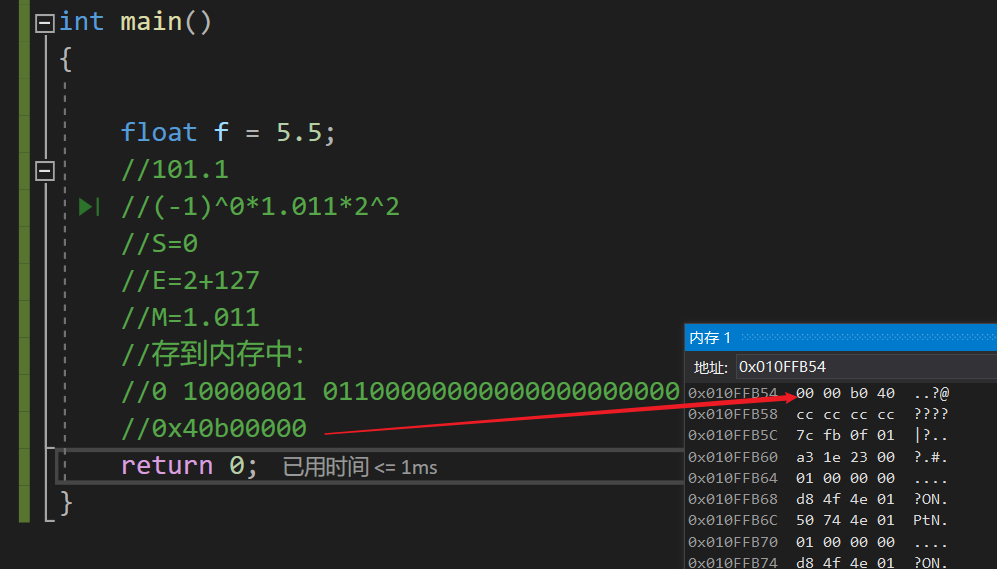 int main()
{
float f = 5.5;
//101.1
//(-1)^0*1.011*2^2
//S=0
//E=2+127
//M=1.011
//存到内存中：
//0 10000001 01100000000000000000000
//0x40b00000
return 0; 已用时间 <= 1ms
}
内存 1
地址: 0x010FFB54
0x010FFB54 00 00 b0 40 ..?@
0x010FFB58 cc cc cc cc ????
0x010FFB5C 7c fb 0f 01 |?..
0x010FFB60 a3 1e 23 00 ?.#.
0x010FFB64 01 00 00 00 ....
0x010FFB68 d8 4f 4e 01 ?ON.
0x010FFB6C 50 74 4e 01 PtN.
0x010FFB70 01 00 00 00 ....
0x010FFB74 d8 4f 4e 01 ?ON.